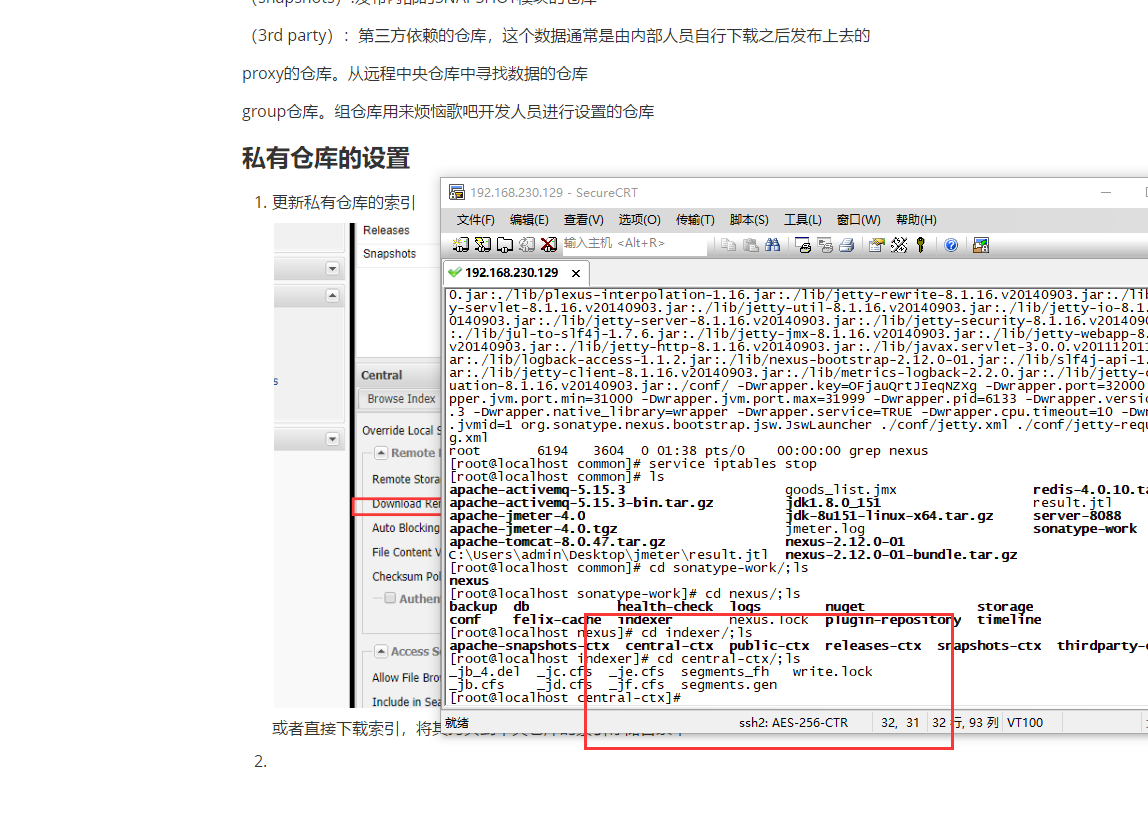 （snapshots）:发布内部的SNAPSHOT模块的仓库
（3rd party）：第三方依赖的仓库，这个数据通常是由内部人员自行下载之后发布上去的
proxy的仓库。从远程中央仓库中寻找数据的仓库
group仓库。组仓库用来烦恼歌吧开发人员进行设置的仓库
私有仓库的设置
1. 更新私有仓库的索引
Releases
Snapshots
s
Central
Browse Index
Override Local S
Remote
Remote Stora
Download Rem
Auto Blocking
File Content V
Checksum Pol
Authen
Access S
Allow File Brow
Include in Sea
192.168.230.129 - SecureCRT
文件(F) 编辑(E) 查看(V) 选项(O) 传输(T) 脚本(S) 工具(L) 窗口(W) 帮助(H)
输入主机 <Alt+R>
192.168.230.129
0.jar:./lib/plexus-interpolation-1.16.jar:./lib/jetty-rewrite-8.1.16.v20140903.jar:./lib
y-servlet-8.1.16.v20140903.jar:./lib/jetty-util-8.1.16.v20140903.jar:./lib/jetty-io-8.1.
0140903.jar:./lib/jetty-server-8.1.16.v20140903.jar:./lib/jetty-security-8.1.16.v2014090
:./lib/jul-to-slf4j-1.7.6.jar:./lib/jetty-jmx-8.1.16.v20140903.jar:./lib/jetty-webapp-8.
v20140903.jar:./lib/jetty-http-8.1.16.v20140903.jar:./lib/javax.servlet-3.0.0.v201112011
ar:./lib/logback-access-1.1.2.jar:./lib/nexus-bootstrap-2.12.0-01.jar:./lib/slf4j-api-1.
ar:./lib/jetty-client-8.1.16.v20140903.jar:./lib/metrics-logback-2.2.0.jar:./lib/jetty-c
uation-8.1.16.v20140903.jar:./conf/ -Dwrapper.key=OFjauQrtJIeqNZXg -Dwrapper.port=32000
pper.jvm.port.min=31000 -Dwrapper.jvm.port.max=31999 -Dwrapper.pid=6133 -Dwrapper.versio
.3 -Dwrapper.native_library=wrapper -Dwrapper.service=TRUE -Dwrapper.cpu.timeout=10 -Dw
.jvmid=1 org.sonatype.nexus.bootstrap.jsw.JswLauncher ./conf/jetty.xml ./conf/jetty-requ
g.xml
root 6194 3604 0 01:38 pts/0 00:00:00 grep nexus
[root@localhost common]# service iptables stop
[root@localhost common]# ls
apache-activemq-5.15.3 goods_list.jmx redis-4.0.10.ta
apache-activemq-5.15.3-bin.tar.gz jdk1.8.0_151 result.jtl
apache-jmeter-4.0 jdk-8u151-linux-x64.tar.gz server-8088
apache-jmeter-4.0.tgz jmeter.log sonatype-work
apache-tomcat-8.0.47.tar.gz nexus-2.12.0-01
C:\Users\admin\Desktop\jmeter\result.jtl nexus-2.12.0-01-bundle.tar.gz
[root@localhost common]# cd sonatype-work/;ls
nexus
[root@localhost sonatype-work]# cd nexus/;ls
backup db health-check logs nuget storage
conf felix-cache indexer nexus.lock plugin-repository timeline
[root@localhost nexus]# cd indexer/;ls
apache-snapshots-ctx central-ctx public-ctx releases-ctx snapshots-ctx thirdparty-c
[root@localhost indexer]# cd central-ctx/;ls
_jb_4.del _jc.cfs _je.cfs segments_fh write.lock
_jb.cfs _jd.cfs _jf.cfs segments.gen
[root@localhost central-ctx]#
就绪 ssh2: AES-256-CTR 32, 31 32 行, 93 列 VT100
或者直接下载索引，将其
2.